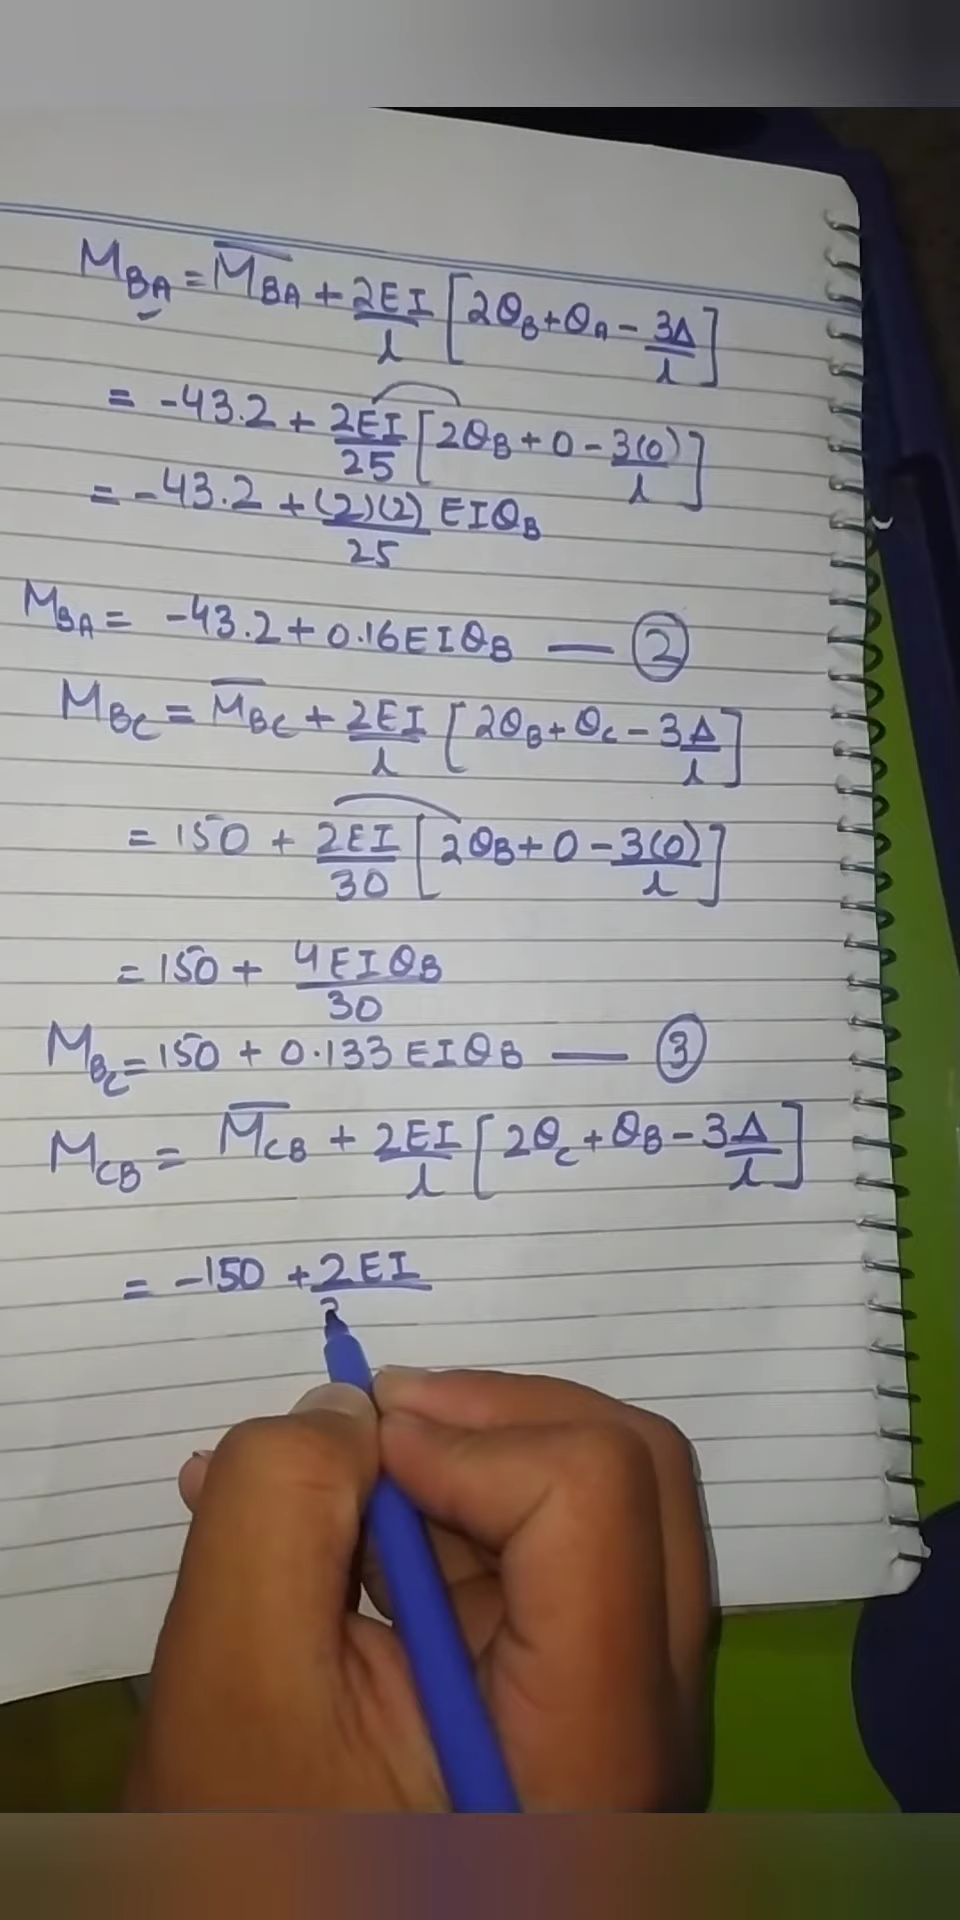 M_BA = M̅_BA + 2EI/l [2θ_B + θ_A - 3Δ/l]
= -43.2 + 2EI/25 [2θ_B + 0 - 3(0)/l]
= -43.2 + (2)(2)/25 EIθ_B
M_BA = -43.2 + 0.16EIθ_B — ②
M_BC = M̅_BC + 2EI/l [2θ_B + θ_C - 3Δ/l]
= 150 + 2EI/30 [2θ_B + 0 - 3(0)/l]
= 150 + 4EIθ_B/30
M_BC = 150 + 0.133EIθ_B — ③
M_CB = M̅_CB + 2EI/l [2θ_C + θ_B - 3Δ/l]
= -150 + 2EI